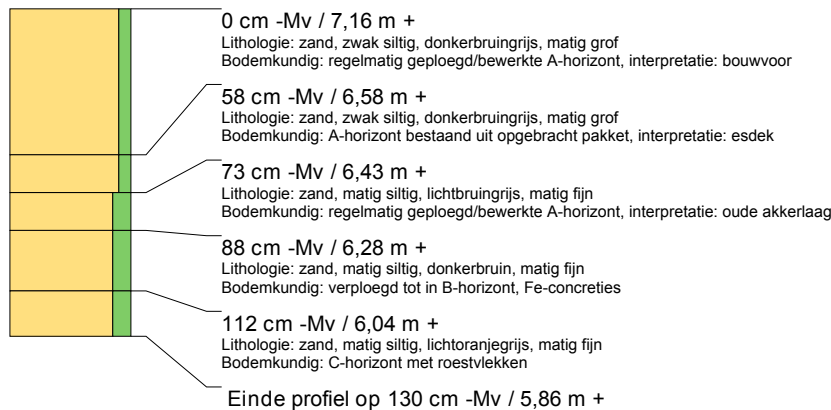 0 cm -Mv / 7,16 m +
Lithologie: zand, zwak siltig, donkerbruingrijs, matig grof
Bodemkundig: regelmatig geploegd/bewerkte A-horizont, interpretatie: bouwvoor
58 cm -Mv / 6,58 m +
Lithologie: zand, zwak siltig, donkerbruingrijs, matig grof
Bodemkundig: A-horizont bestaand uit opgebracht pakket, interpretatie: esdek
73 cm -Mv / 6,43 m +
Lithologie: zand, matig siltig, lichtbruingrijs, matig fijn
Bodemkundig: regelmatig geploegd/bewerkte A-horizont, interpretatie: oude akkerlaag
88 cm -Mv / 6,28 m +
Lithologie: zand, matig siltig, donkerbruin, matig fijn
Bodemkundig: verploegd tot in B-horizont, Fe-concreties
112 cm -Mv / 6,04 m +
Lithologie: zand, matig siltig, lichtoranjegrijs, matig fijn
Bodemkundig: C-horizont met roestvlekken
Einde profiel op 130 cm -Mv / 5,86 m +